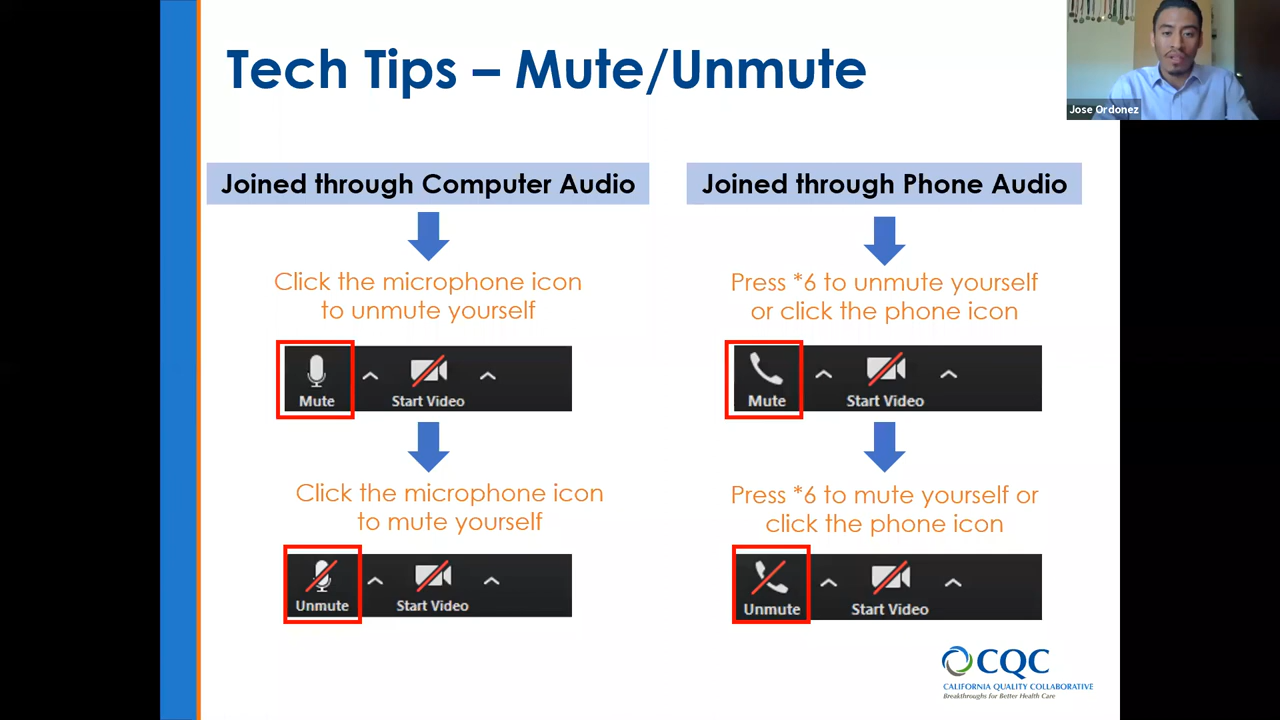 Tech Tips – Mute/Unmute
Jose Ordonez
Joined through Computer Audio
Click the microphone icon
to unmute yourself
Mute
Start Video
Click the microphone icon
to mute yourself
Unmute
Start Video
Joined through Phone Audio
Press *6 to unmute yourself
or click the phone icon
Mute
Start Video
Press *6 to mute yourself or
click the phone icon
Unmute
Start Video
CQC
CALIFORNIA QUALITY COLLABORATIVE
Breakthroughs for Better Health Care